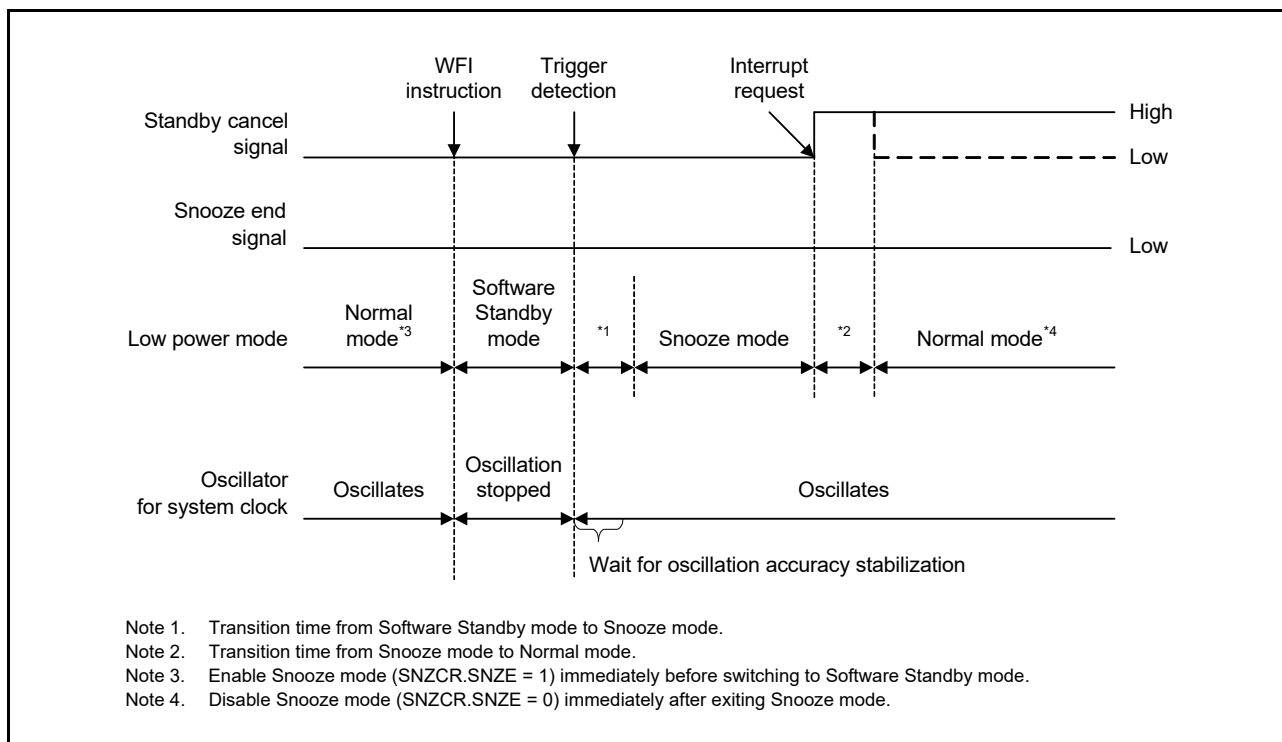 WFI
instruction
Trigger
detection
Interrupt
request
Standby cancel
signal
High
Low
Snooze end
signal
Low
Low power mode
Normal
mode*3
Software
Standby
mode
*1
Snooze mode
*2
Normal mode*4
Oscillator
for system clock
Oscillates
Oscillation
stopped
Oscillates
Wait for oscillation accuracy stabilization
Note 1. Transition time from Software Standby mode to Snooze mode.
Note 2. Transition time from Snooze mode to Normal mode.
Note 3. Enable Snooze mode (SNZCR.SNZE = 1) immediately before switching to Software Standby mode.
Note 4. Disable Snooze mode (SNZCR.SNZE = 0) immediately after exiting Snooze mode.